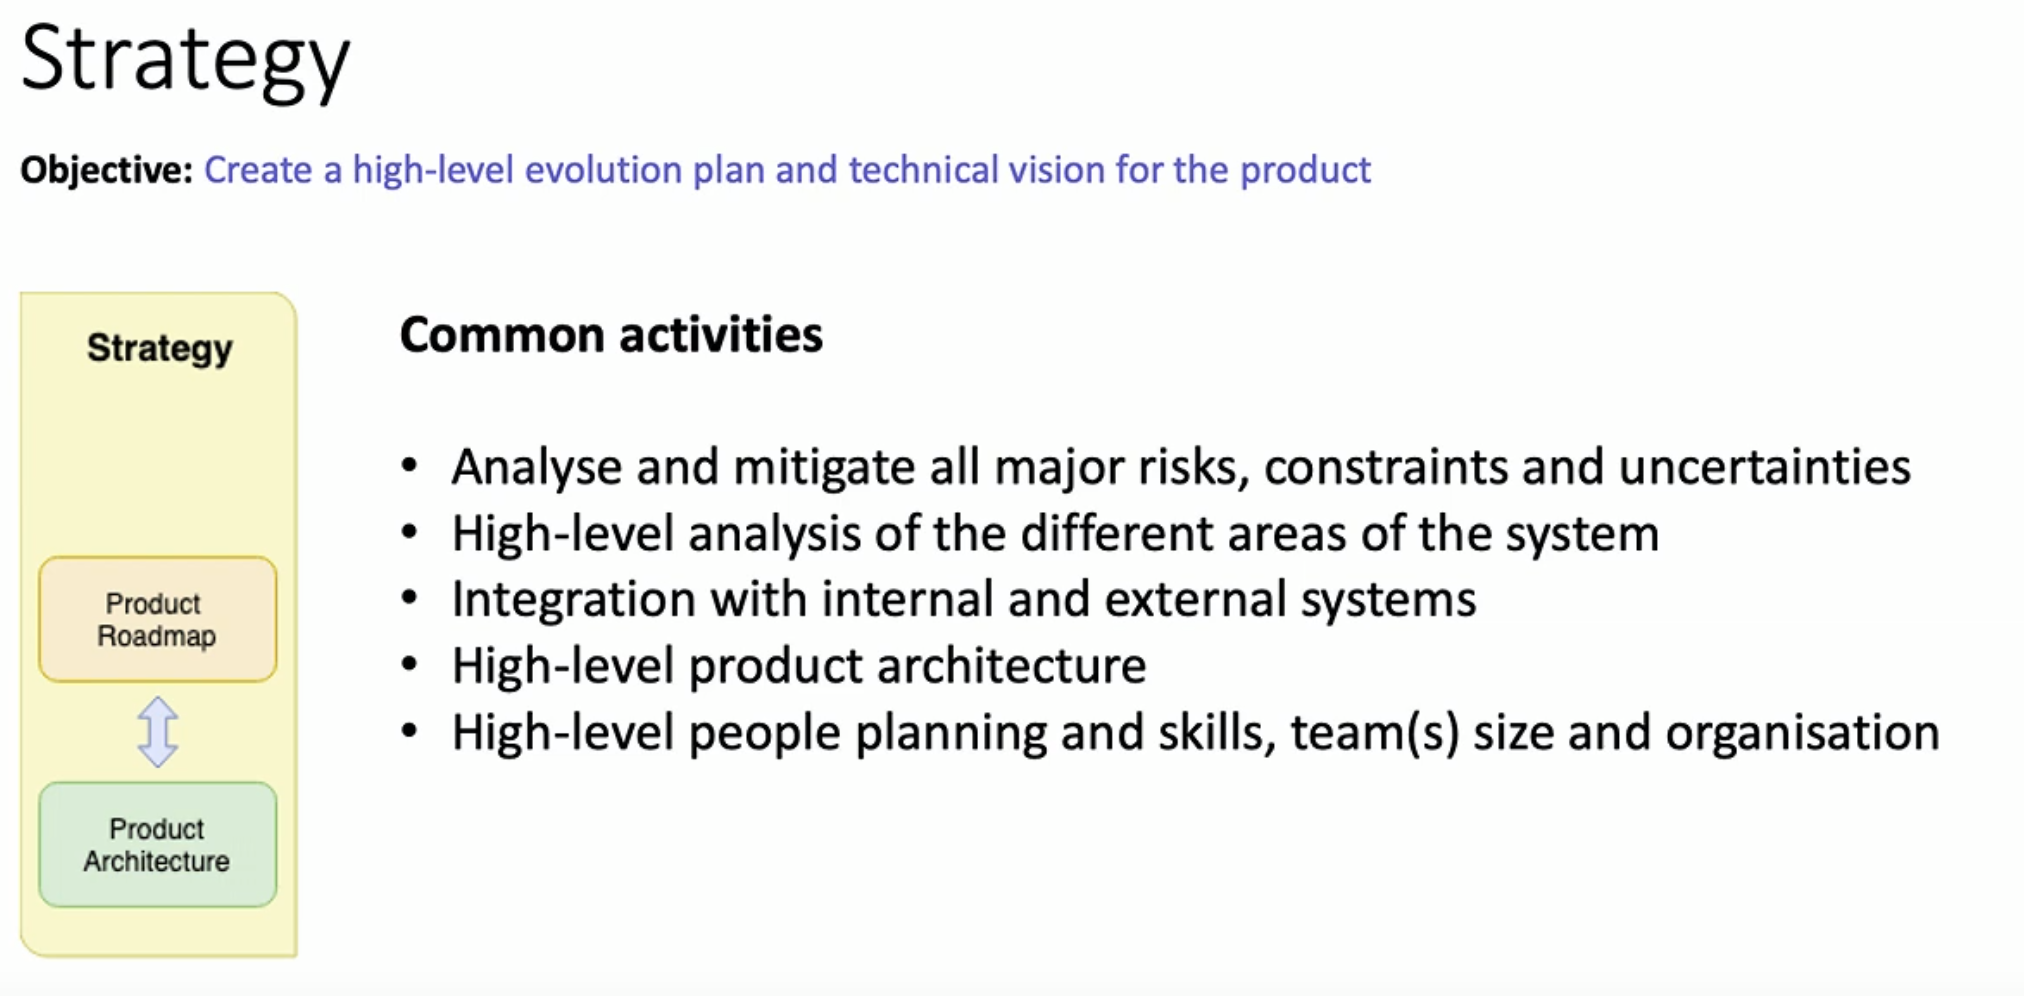 Strategy
Objective: Create a high-level evolution plan and technical vision for the product
Strategy
Product
Roadmap
Product
Architecture
Common activities
• Analyse and mitigate all major risks, constraints and uncertainties
• High-level analysis of the different areas of the system
• Integration with internal and external systems
• High-level product architecture
• High-level people planning and skills, team(s) size and organisation